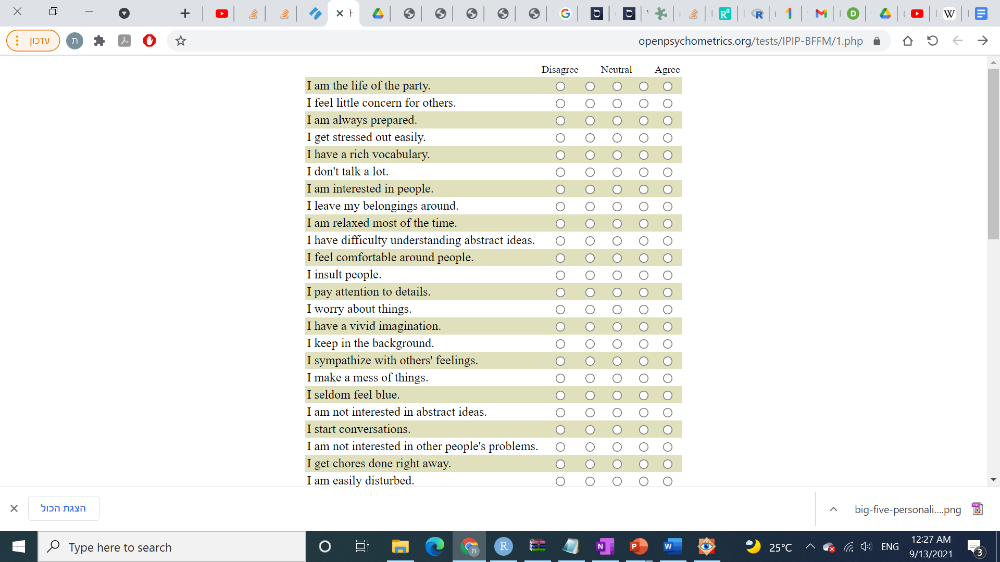 openpsychometrics.org/tests/IPIP-BFFM/1.php
עדכון
ת
Disagree Neutral Agree
I am the life of the party.
I feel little concern for others.
I am always prepared.
I get stressed out easily.
I have a rich vocabulary.
I don't talk a lot.
I am interested in people.
I leave my belongings around.
I am relaxed most of the time.
I have difficulty understanding abstract ideas.
I feel comfortable around people.
I insult people.
I pay attention to details.
I worry about things.
I have a vivid imagination.
I keep in the background.
I sympathize with others' feelings.
I make a mess of things.
I seldom feel blue.
I am not interested in abstract ideas.
I start conversations.
I am not interested in other people's problems.
I get chores done right away.
I am easily disturbed.
הצגת הכול
big-five-personali....png
Type here to search
25°C
ENG
12:27 AM
9/13/2021
3